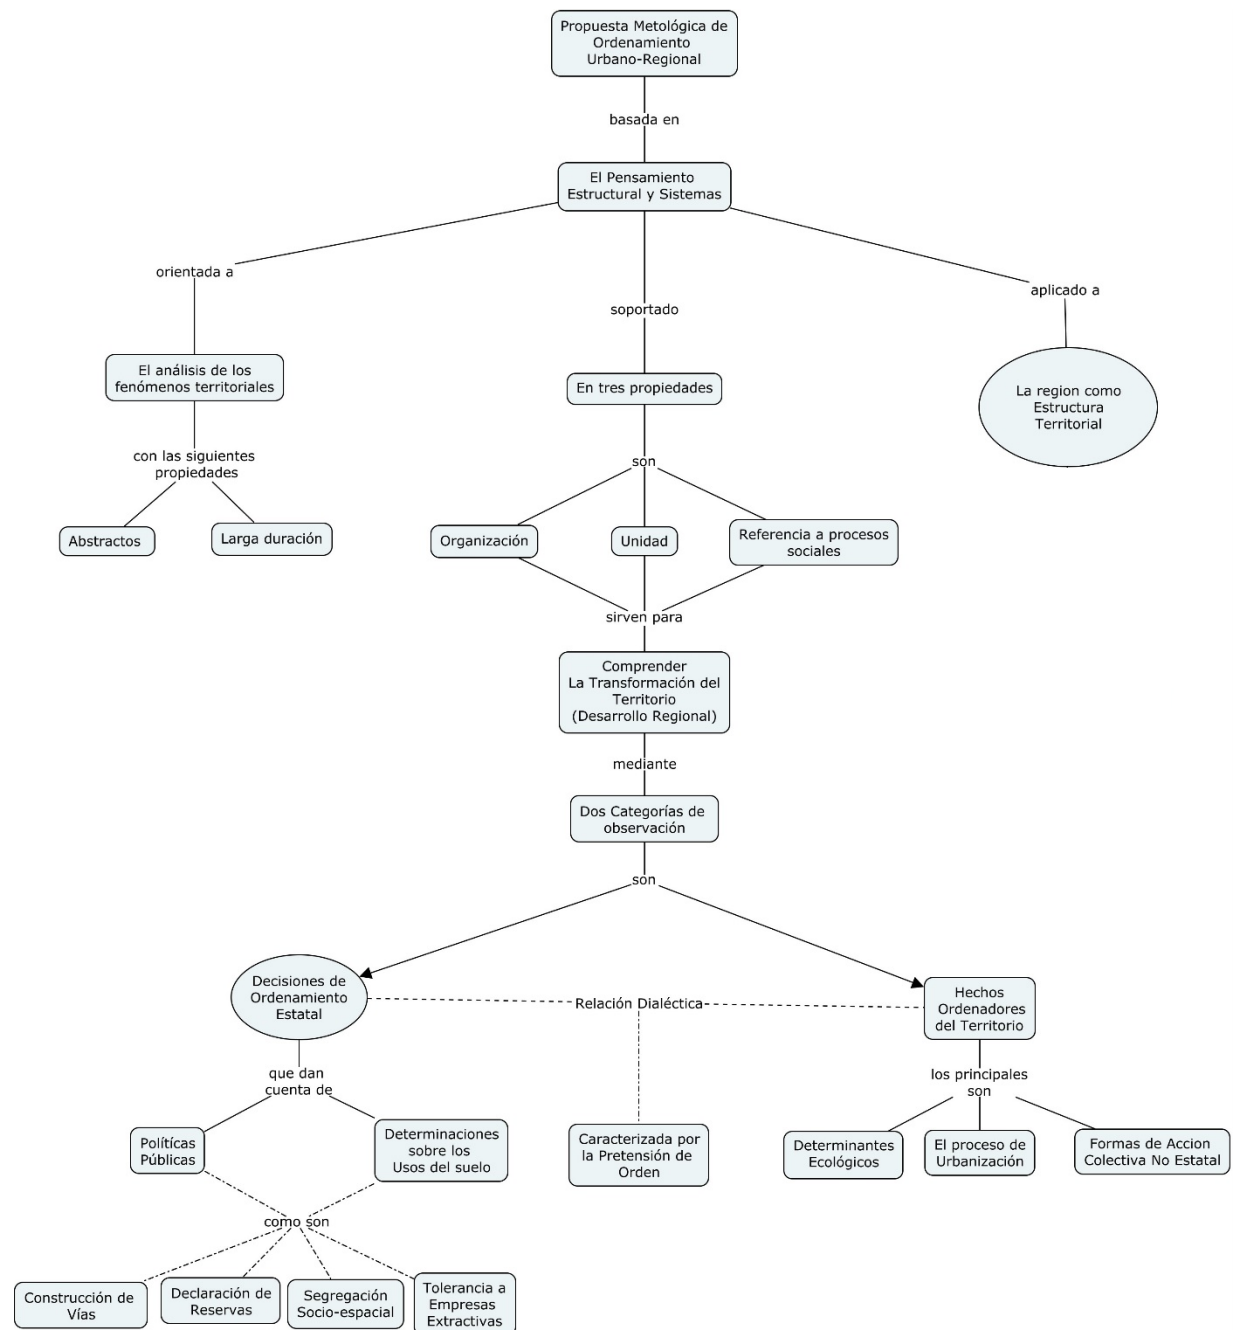 Propuesta Metológica de
Ordenamiento
Urbano-Regional
basada en
El Pensamiento
Estructural y Sistemas
orientada a
soportado
aplicado a
El análisis de los
fenómenos territoriales
En tres propiedades
La region como
Estructura
Territorial
con las siguientes
propiedades
son
Abstractos
Larga duración
Organización
Unidad
Referencia a procesos
sociales
sirven para
Comprender
La Transformación del
Territorio
(Desarrollo Regional)
mediante
Dos Categorías de
observación
son
Decisiones de
Ordenamiento
Estatal
Relación Dialéctica
Hechos
Ordenadores
del Territorio
que dan
cuenta de
los principales
son
Políticas
Públicas
Determinaciones
sobre los
Usos del suelo
Caracterizada por
la Pretensión de
Orden
Determinantes
Ecológicos
El proceso de
Urbanización
Formas de Accion
Colectiva No Estatal
como son
Construcción de
Vías
Declaración de
Reservas
Segregación
Socio-espacial
Tolerancia a
Empresas
Extractivas